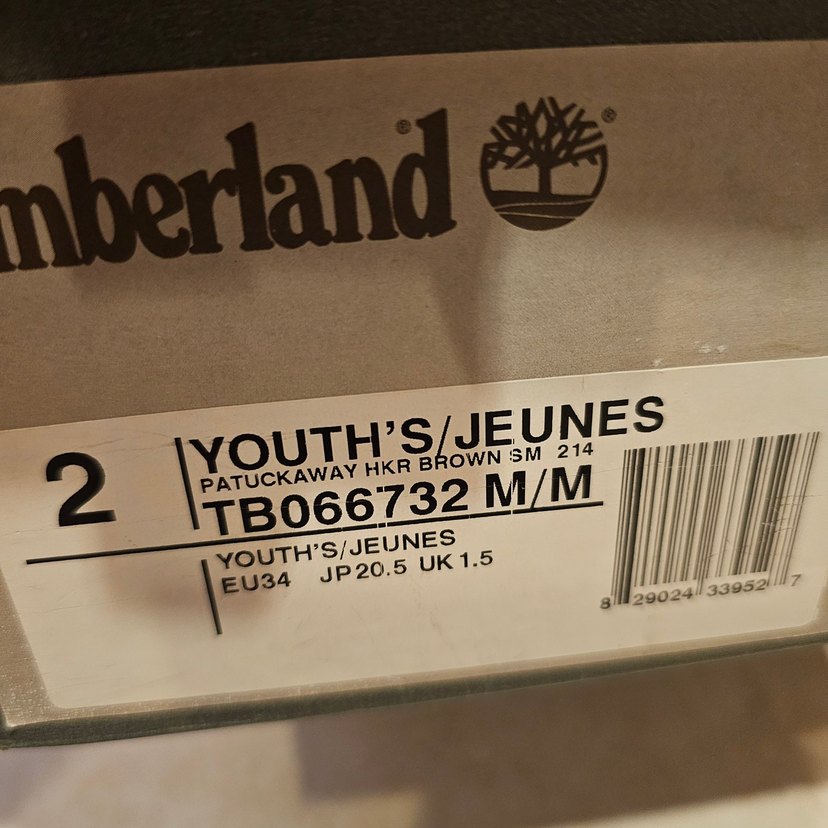 mberland®
®
2
YOUTH'S/JEUNES
PATUCKAWAY HKR BROWN SM 214
TB066732 M/M
YOUTH'S/JEUNES
EU34 JP20.5 UK1.5
8 29024 33952 7